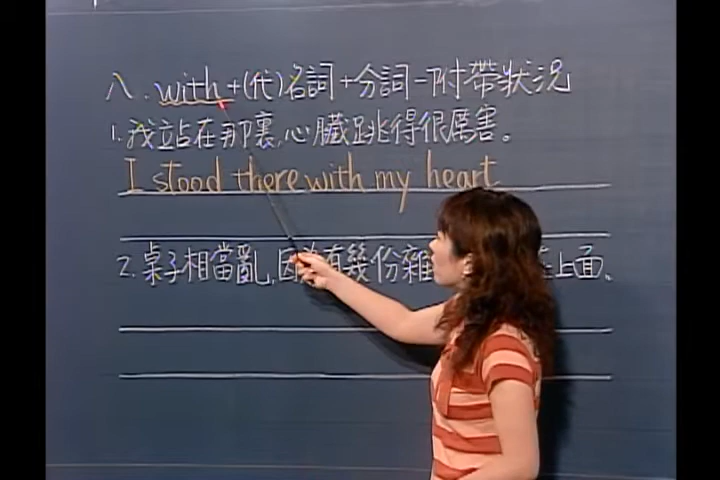 八. with+(代)名詞+分詞－附帶狀況
1. 我站在那裏,心臟跳得很厲害。
I stood there with my heart
2. 桌子相當亂,因為有幾份雜上面。